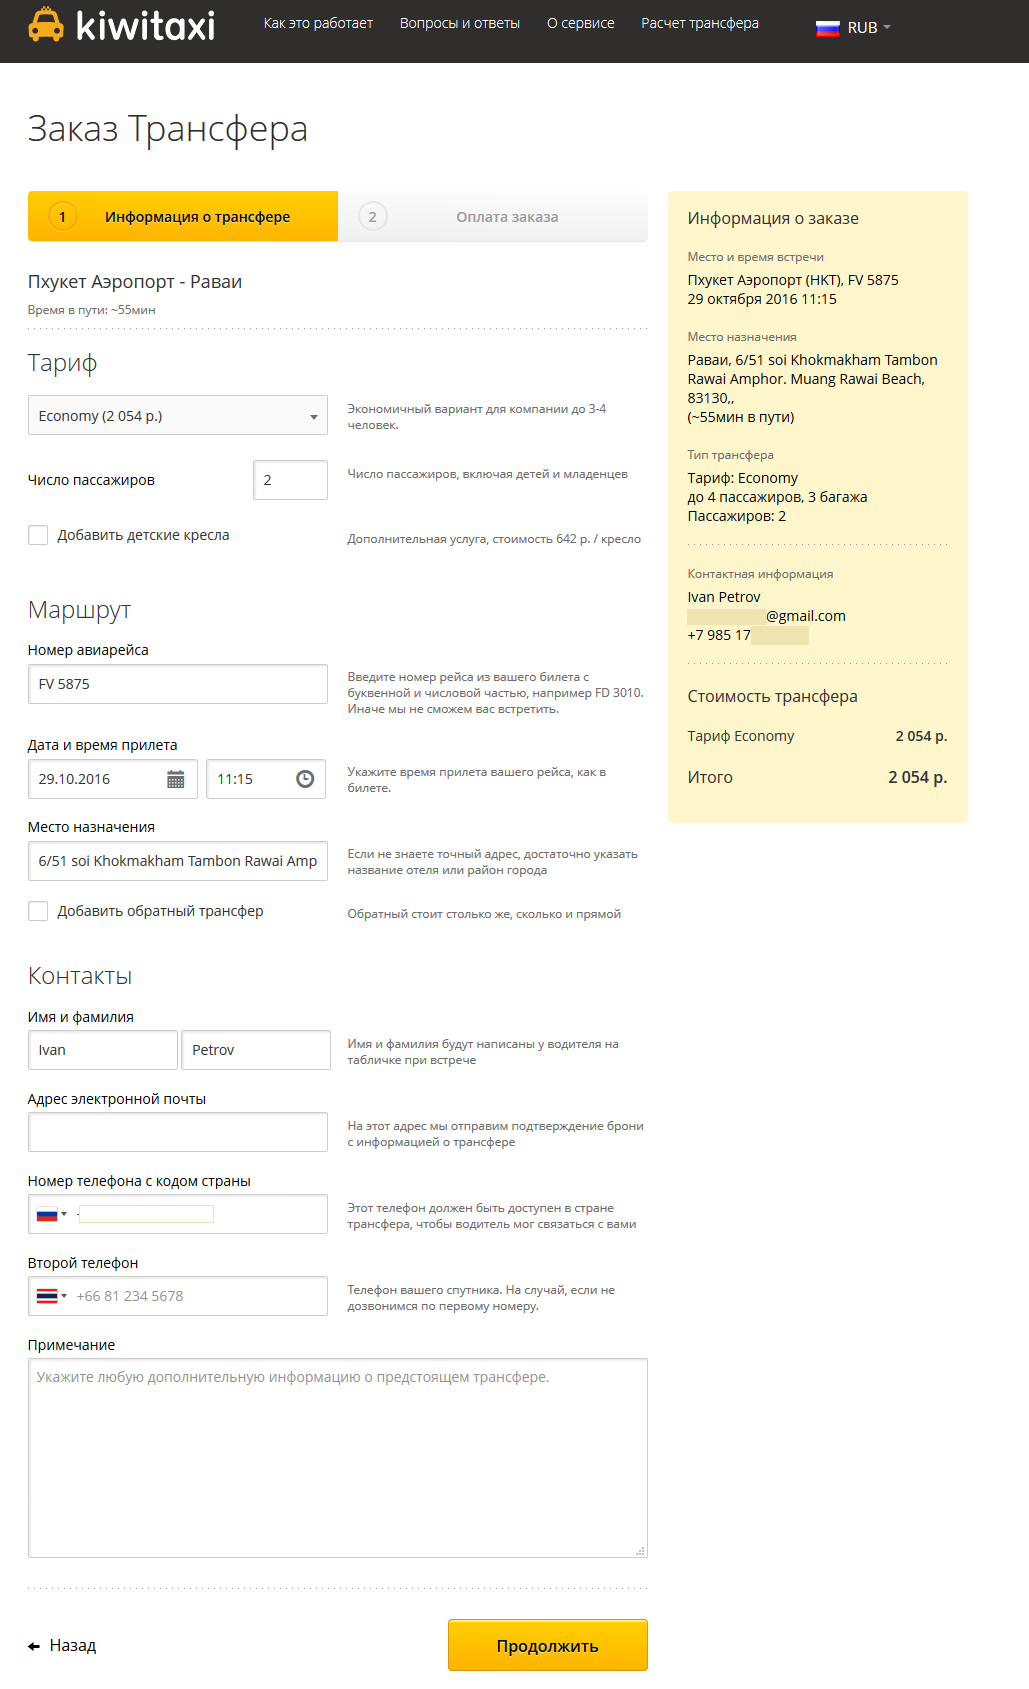 kiwitaxi
Как это работает
Вопросы и ответы
О сервисе
Расчет трансфера
RUB
Заказ Трансфера
1
Информация о трансфере
2
Оплата заказа
Пхукет Аэропорт - Раваи
Время в пути: ~55мин
Тариф
Economy (2 054 р.)
Экономичный вариант для компании до 3-4
человек.
Число пассажиров
2
Число пассажиров, включая детей и младенцев
Добавить детские кресла
Дополнительная услуга, стоимость 642 р. / кресло
Маршрут
Номер авиарейса
FV 5875
Введите номер рейса из вашего билета с
буквенной и числовой частью, например FD 3010.
Иначе мы не сможем вас встретить.
Дата и время прилета
29.10.2016
11:15
Укажите время прилета вашего рейса, как в
билете.
Место назначения
6/51 soi Khokmakham Tambon Rawai Amp
Если не знаете точный адрес, достаточно указать
название отеля или район города
Добавить обратный трансфер
Обратный стоит столько же, сколько и прямой
Контакты
Имя и фамилия
Ivan
Petrov
Имя и фамилия будут написаны у водителя на
табличке при встрече
Адрес электронной почты
На этот адрес мы отправим подтверждение брони
с информацией о трансфере
Номер телефона с кодом страны
Этот телефон должен быть доступен в стране
трансфера, чтобы водитель мог связаться с вами
Второй телефон
+66 81 234 5678
Телефон вашего спутника. На случай, если не
дозвонимся по первому номеру.
Примечание
Укажите любую дополнительную информацию о предстоящем трансфере.
Назад
Продолжить
Информация о заказе
Место и время встречи
Пхукет Аэропорт (HKT), FV 5875
29 октября 2016 11:15
Место назначения
Раваи, 6/51 soi Khokmakham Tambon
Rawai Amphor. Muang Rawai Beach,
83130,,
(~55мин в пути)
Тип трансфера
Тариф: Economy
до 4 пассажиров, 3 багажа
Пассажиров: 2
Контактная информация
Ivan Petrov
@gmail.com
+7 985 17
Стоимость трансфера
Тариф Economy
2 054 р.
Итого
2 054 р.